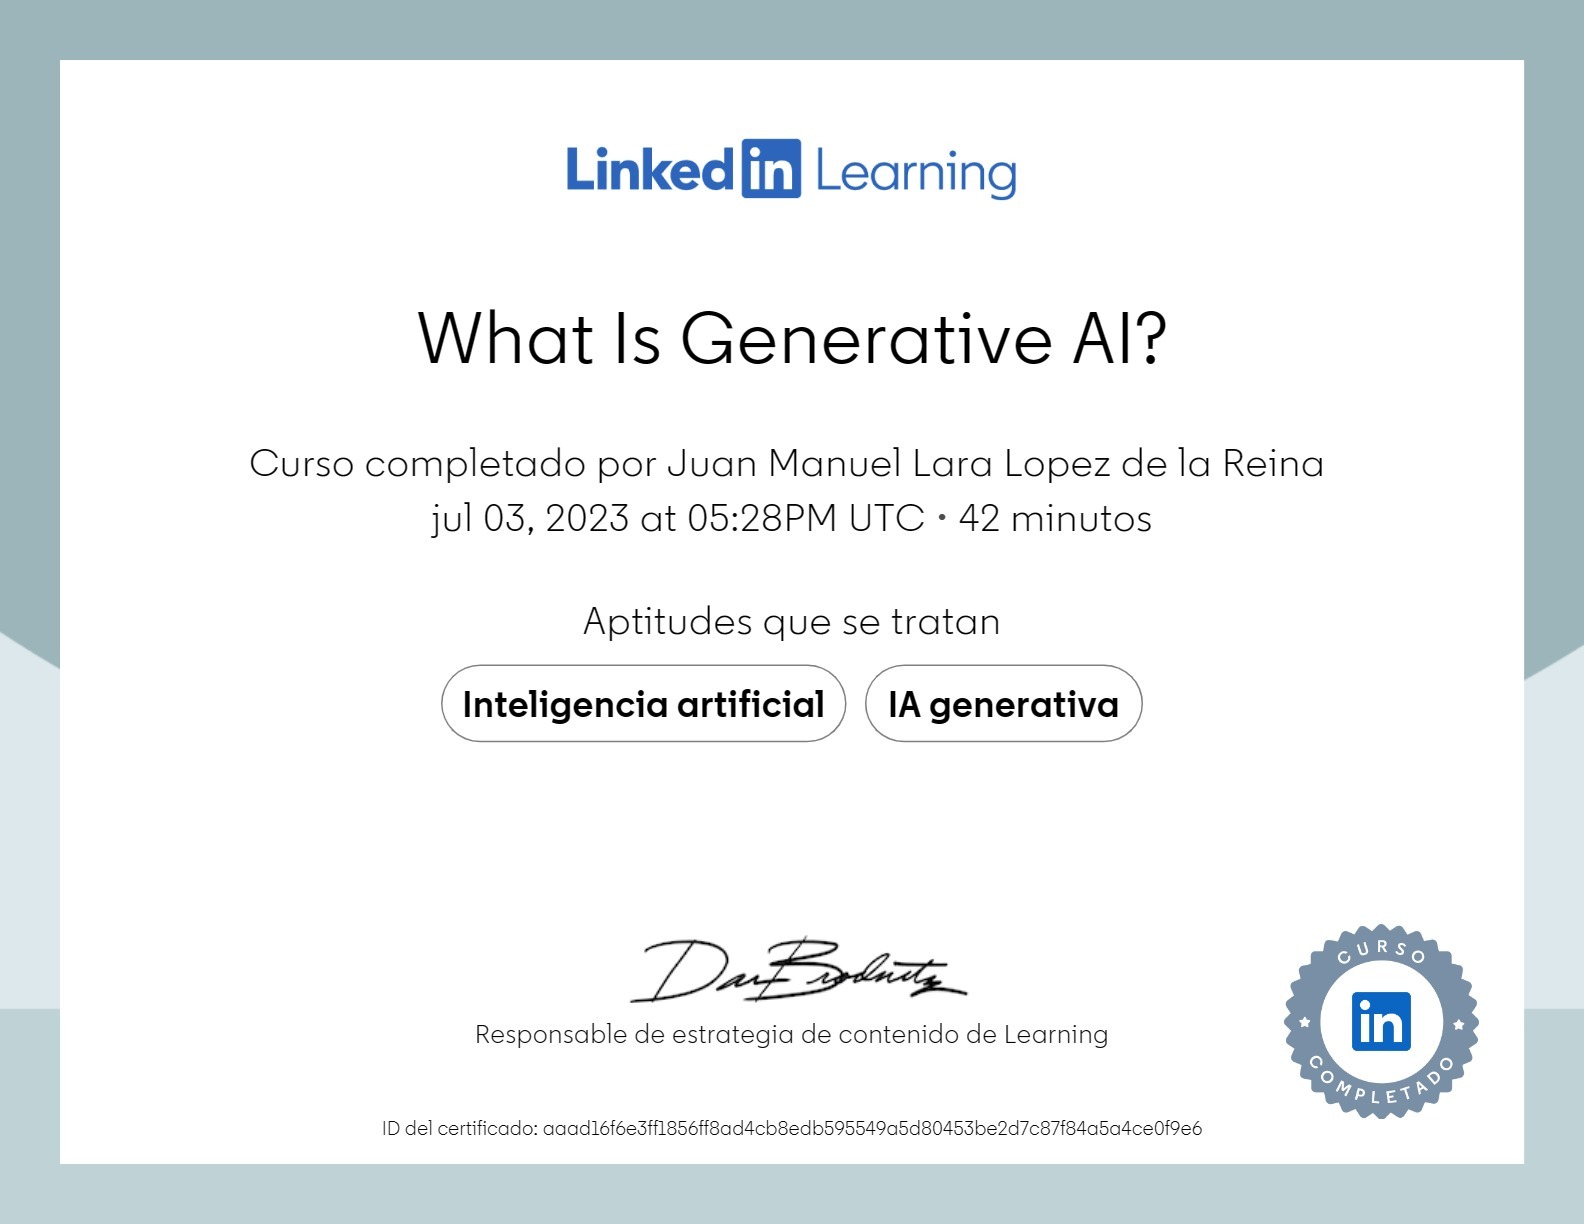 Linkedin Learning
What Is Generative AI?
Curso completado por Juan Manuel Lara Lopez de la Reina
jul 03, 2023 at 05:28PM UTC • 42 minutos
Aptitudes que se tratan
Inteligencia artificial IA generativa
Dan Brodnitz
Responsable de estrategia de contenido de Learning
CURSO
in
COMPLETADO
ID del certificado: aaad16f6e3ff1856ff8ad4cb8edb595549a5d80453be2d7c87f84a5a4ce0f9e6